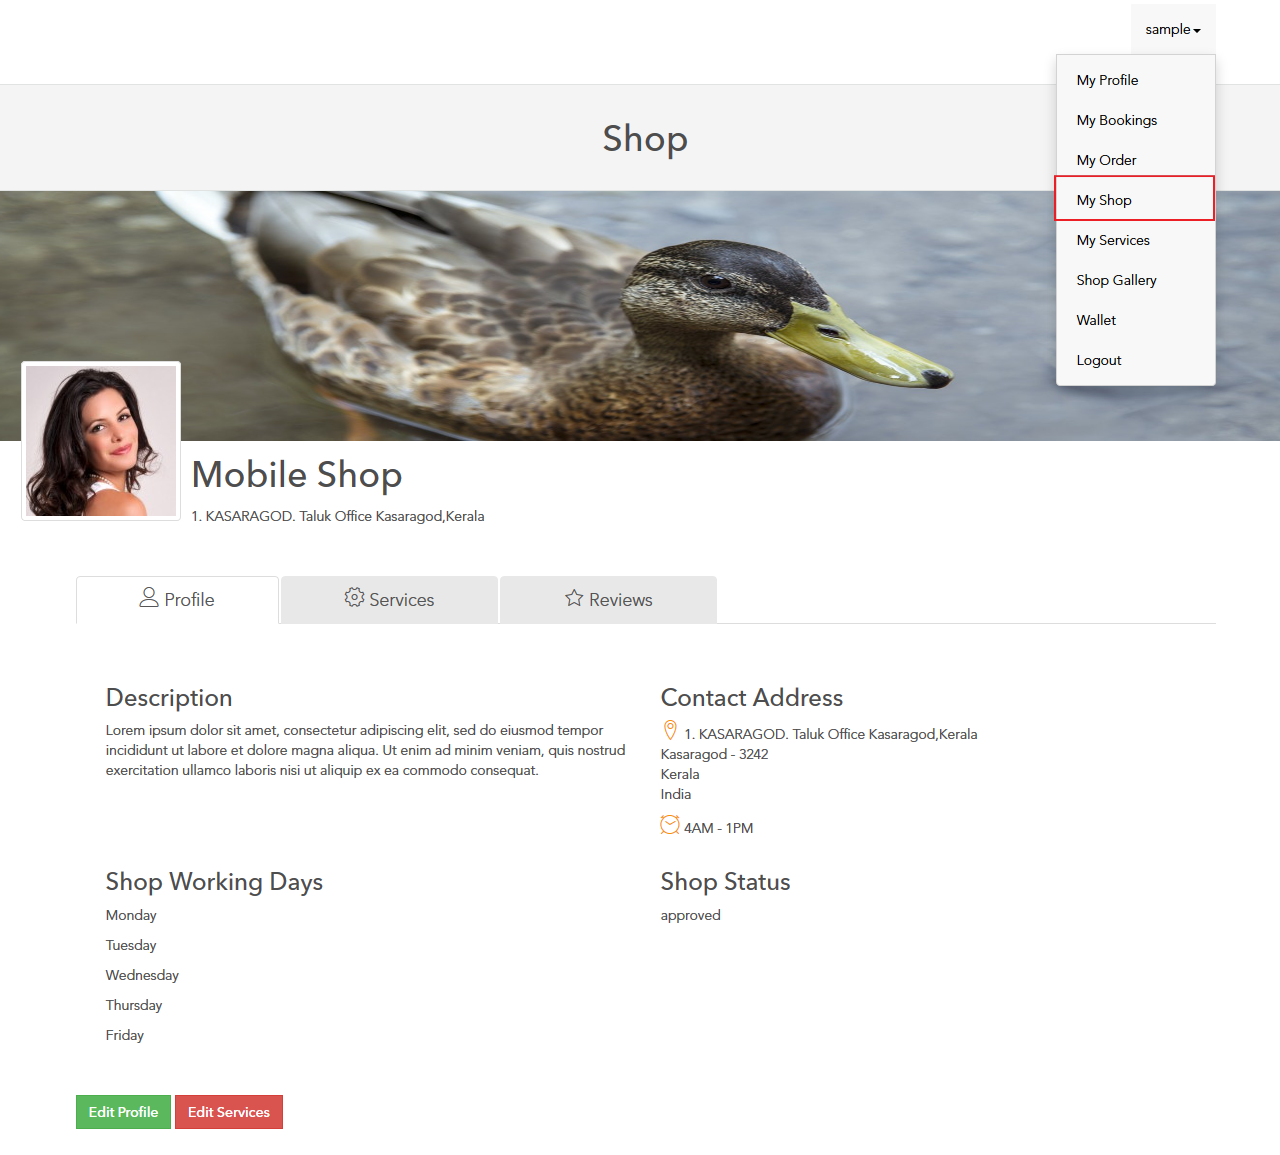 sample
My Profile
My Bookings
My Order
My Shop
My Services
Shop Gallery
Wallet
Logout
Shop
Mobile Shop
1. KASARAGOD. Taluk Office Kasaragod,Kerala
Profile
Services
Reviews
Description
Lorem ipsum dolor sit amet, consectetur adipiscing elit, sed do eiusmod tempor
incididunt ut labore et dolore magna aliqua. Ut enim ad minim veniam, quis nostrud
exercitation ullamco laboris nisi ut aliquip ex ea commodo consequat.
Contact Address
1. KASARAGOD. Taluk Office Kasaragod,Kerala
Kasaragod - 3242
Kerala
India
4AM - 1PM
Shop Working Days
Monday
Tuesday
Wednesday
Thursday
Friday
Shop Status
approved
Edit Profile
Edit Services